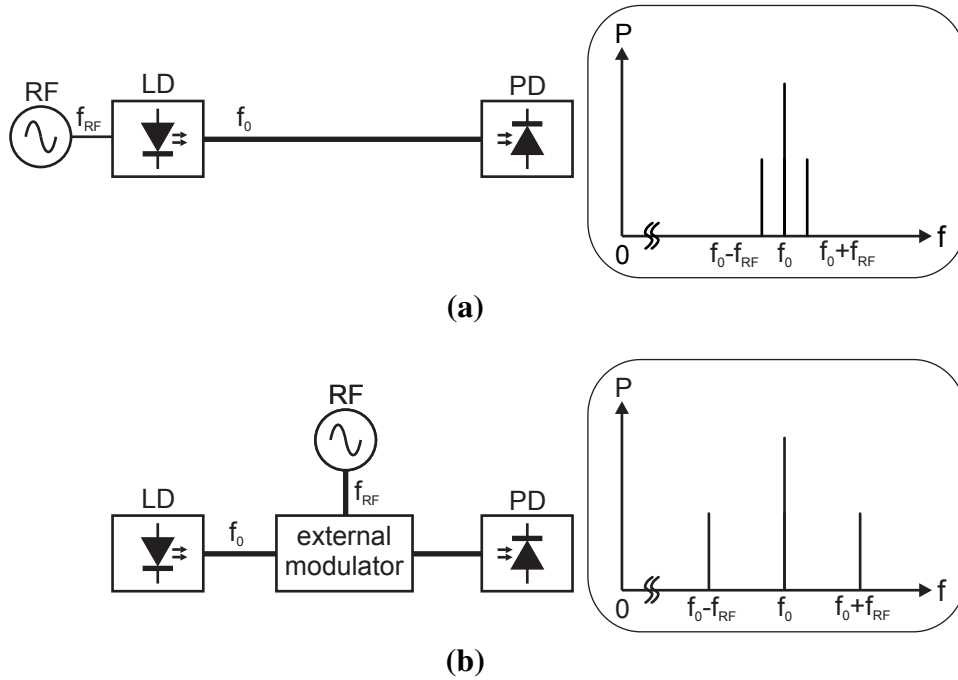 RF
f_RF
LD
f_0
PD
P
0
f_0-f_RF f_0 f_0+f_RF
f
(a)
RF
f_RF
LD
f_0
external
modulator
PD
P
0
f_0-f_RF f_0 f_0+f_RF
f
(b)